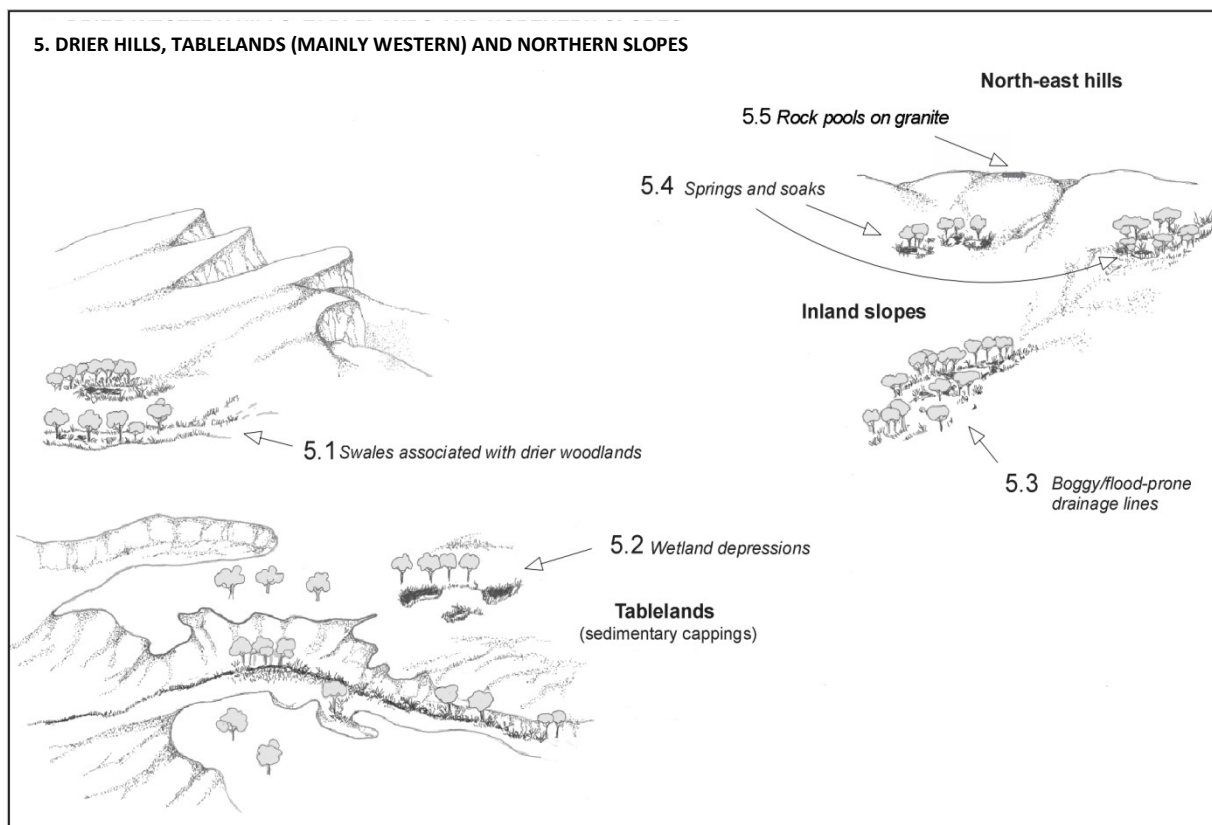 5. DRIER HILLS, TABLELANDS (MAINLY WESTERN) AND NORTHERN SLOPES
North-east hills
5.5 Rock pools on granite
5.4 Springs and soaks
Inland slopes
5.1 Swales associated with drier woodlands
5.3 Boggy/flood-prone
drainage lines
5.2 Wetland depressions
Tablelands
(sedimentary cappings)